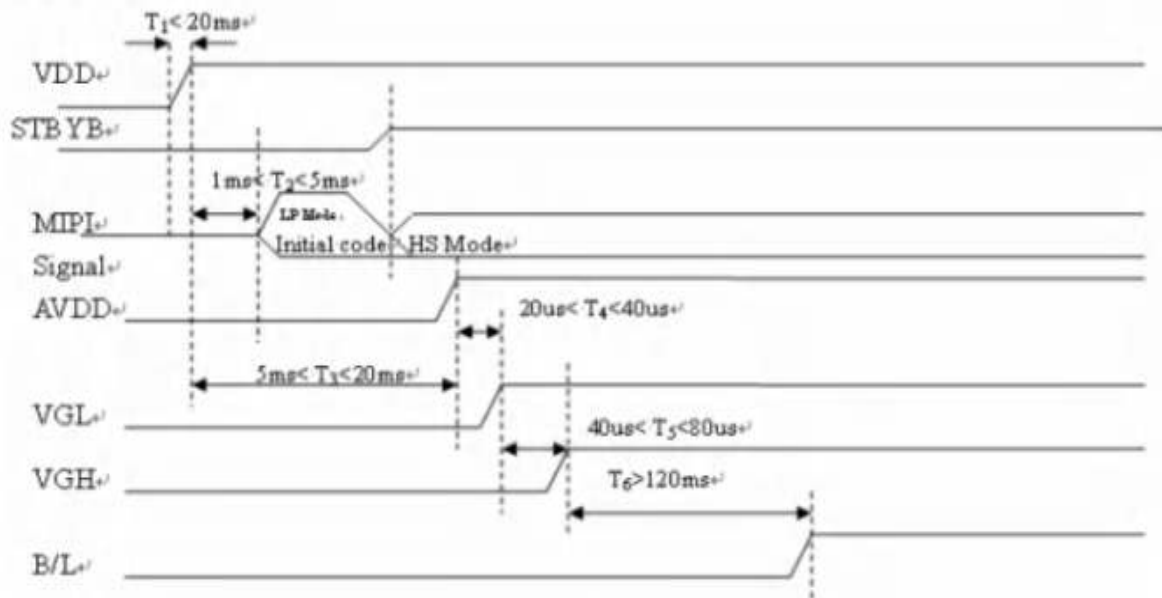 T₁< 20ms↵
VDD↵
STBYB↵
1ms< T₂<5ms↵
LP Mode
MIPI↵
Initial code
HS Mode↵
Signal↵
AVDD↵
20us< T₄<40us↵
5ms< T₃<20ms↵
VGL↵
40us< T₅<80us↵
VGH↵
T₆>120ms↵
B/L↵